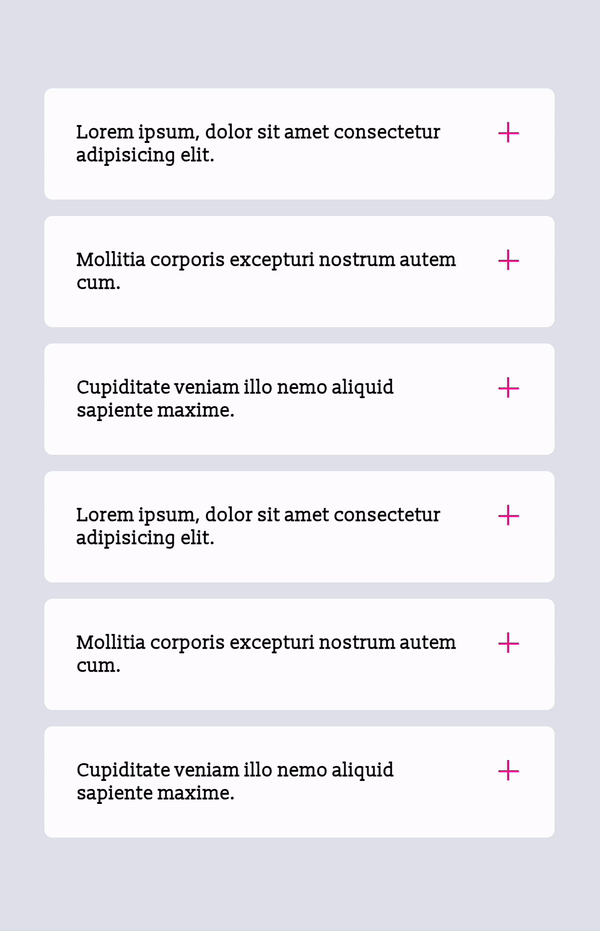 Lorem ipsum, dolor sit amet consectetur
adipisicing elit.
Mollitia corporis excepturi nostrum autem
cum.
Cupiditate veniam illo nemo aliquid
sapiente maxime.
Lorem ipsum, dolor sit amet consectetur
adipisicing elit.
Mollitia corporis excepturi nostrum autem
cum.
Cupiditate veniam illo nemo aliquid
sapiente maxime.